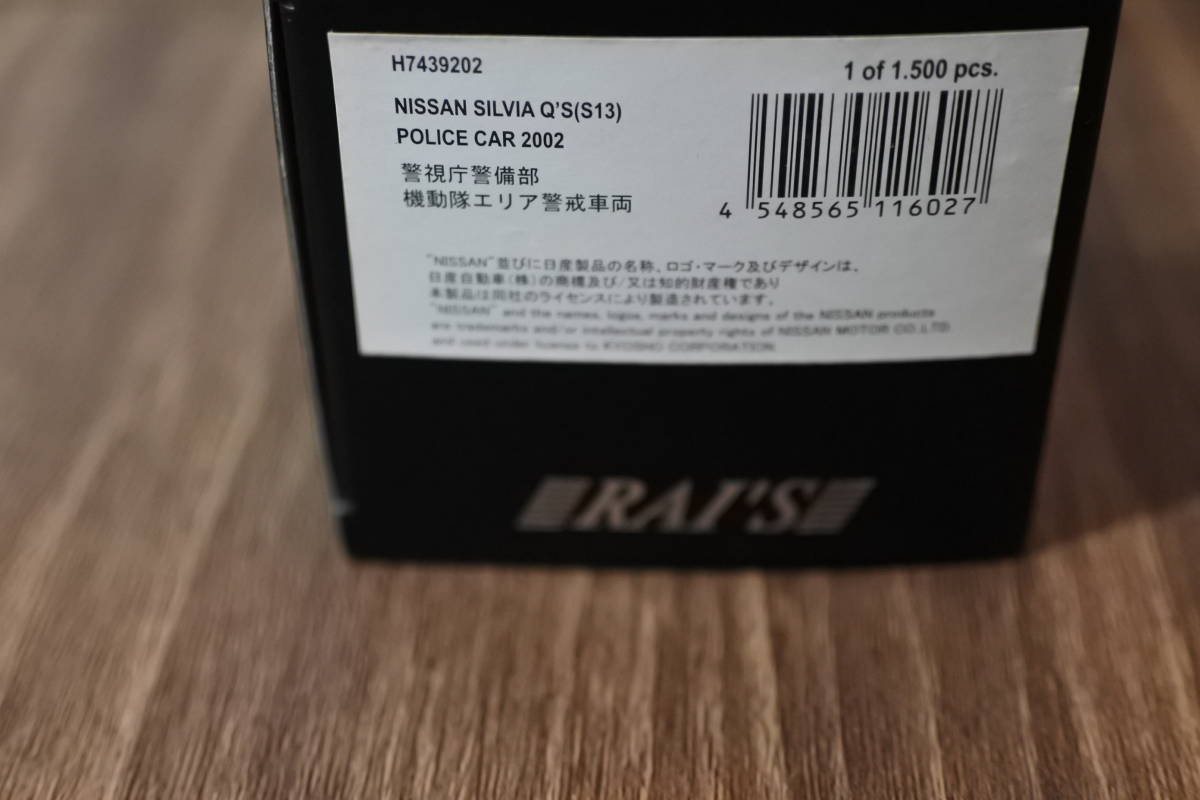 H7439202
1 of 1.500 pcs.
NISSAN SILVIA Q'S(S13)
POLICE CAR 2002
警視庁警備部
機動隊エリア警戒車両
4 548565 116027
"NISSAN"並びに日産製品の名称、ロゴ・マーク及びデザインは、
日産自動車(株)の商標及び/又は知的財産権であり
本製品は同社のライセンスにより製造されています。
"NISSAN" and the names, logos, marks and designs of the NISSAN products
are trademarks and/or intellectual property rights of NISSAN MOTOR CO.,LTD.
and used under license to KYOSHO CORPORATION.
RAI'S